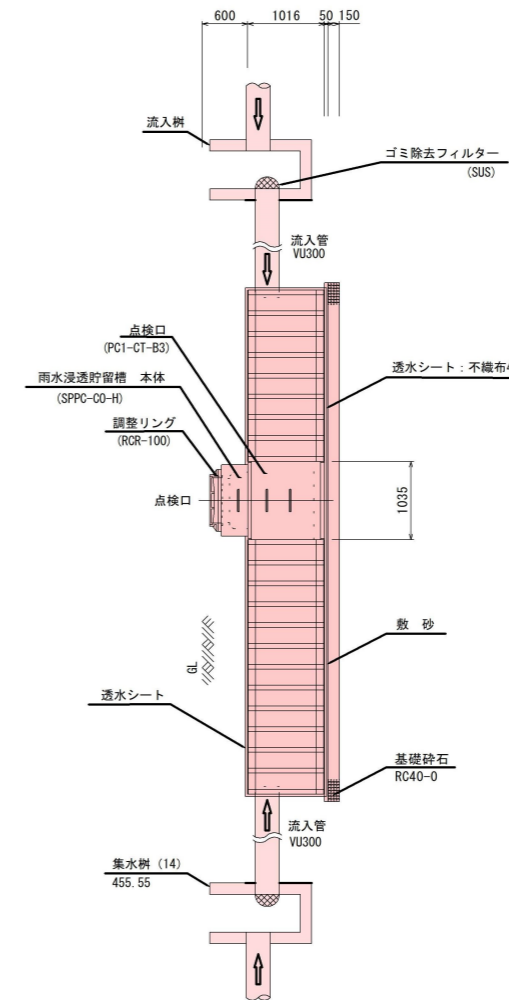 600 1016 50 150
流入桝
ゴミ除去フィルター
(SUS)
流入管
VU300
点検口
(PC1-CT-B3)
雨水浸透貯留槽 本体
(SPPC-CO-H)
調整リング
(RCR-100)
点検口
透水シート：不織布
1035
GL
敷 砂
透水シート
基礎砕石
RC40-0
流入管
VU300
集水桝 (14)
455.55